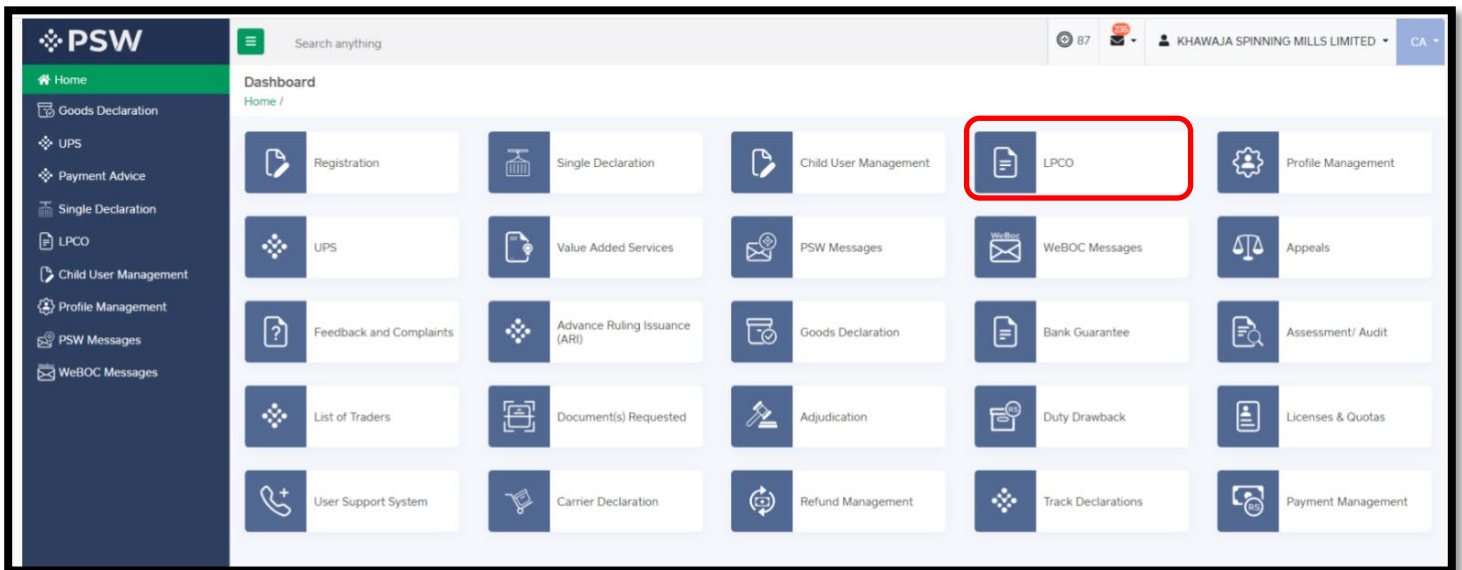 PSW
Search anything
87
KHAWAJA SPINNING MILLS LIMITED
CA
Home
Goods Declaration
UPS
Payment Advice
Single Declaration
LPCO
Child User Management
Profile Management
PSW Messages
WeBOC Messages
Dashboard
Home /
Registration
Single Declaration
Child User Management
LPCO
Profile Management
UPS
Value Added Services
PSW Messages
WeBoc
WeBOC Messages
Appeals
Feedback and Complaints
Advance Ruling Issuance
(ARI)
Goods Declaration
Bank Guarantee
Assessment/ Audit
List of Traders
Document(s) Requested
Adjudication
RS
Duty Drawback
Licenses & Quotas
User Support System
Carrier Declaration
Refund Management
Track Declarations
RS
Payment Management